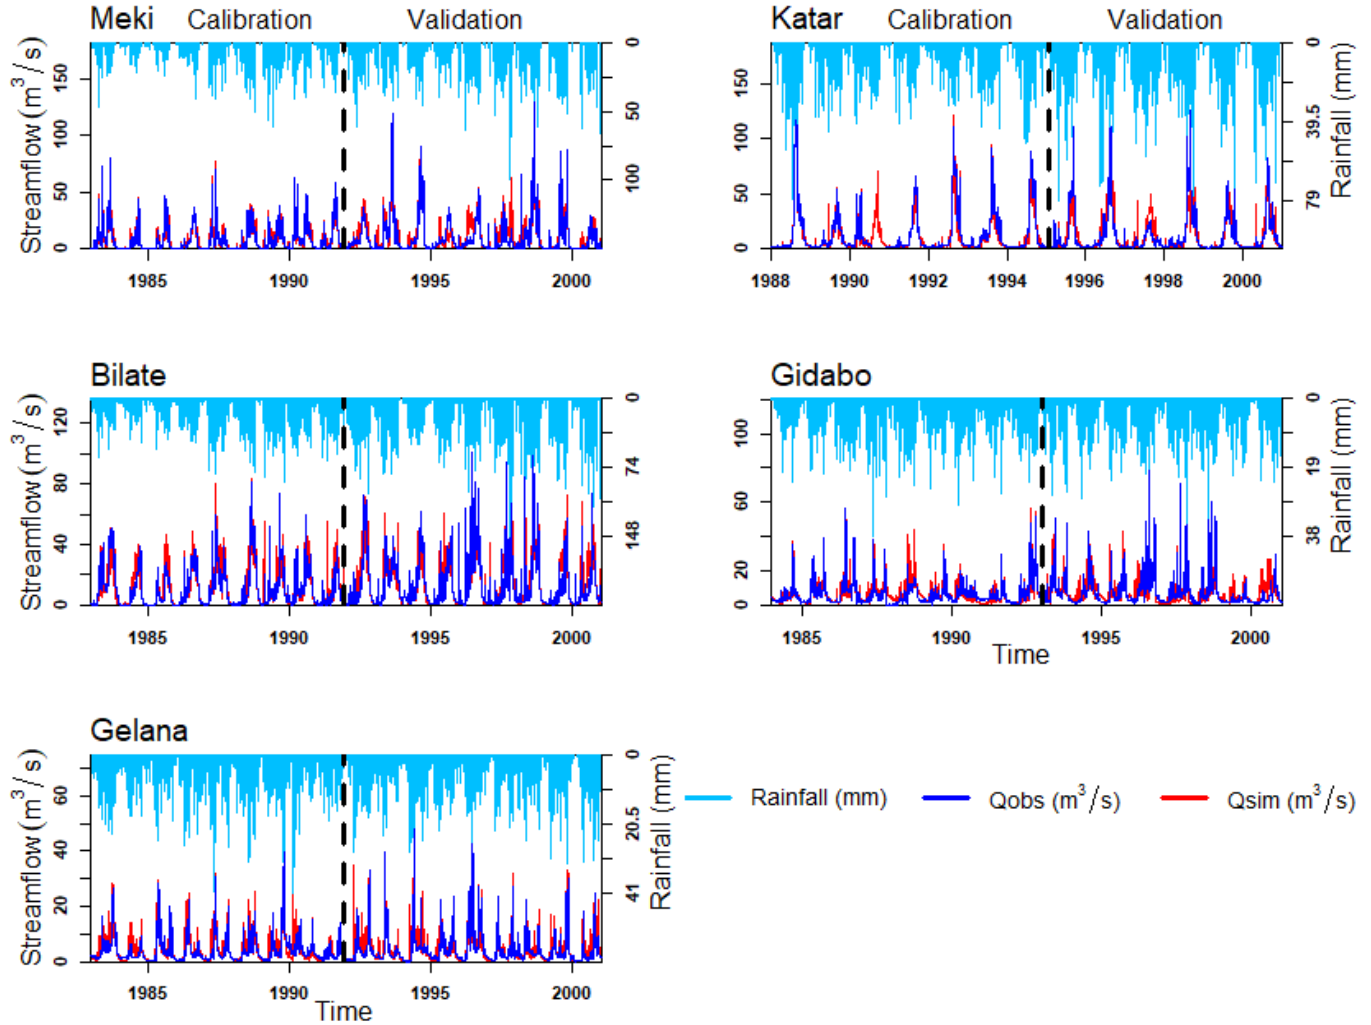 Meki Calibration Validation
Streamflow (m³/s)
0 50 100 150
0 50 100
1985 1990 1995 2000
Katar Calibration Validation
0 50 100 150
0 39.5 79
Rainfall (mm)
1988 1990 1992 1994 1996 1998 2000
Bilate
Streamflow (m³/s)
0 40 80 120
0 74 148
1985 1990 1995 2000
Gidabo
0 20 60 100
0 19 38
Rainfall (mm)
1985 1990 1995 2000
Time
Gelana
Streamflow (m³/s)
0 20 40 60
0 20.5 41
Rainfall (mm)
1985 1990 1995 2000
Time
Rainfall (mm) Qobs (m³/s) Qsim (m³/s)